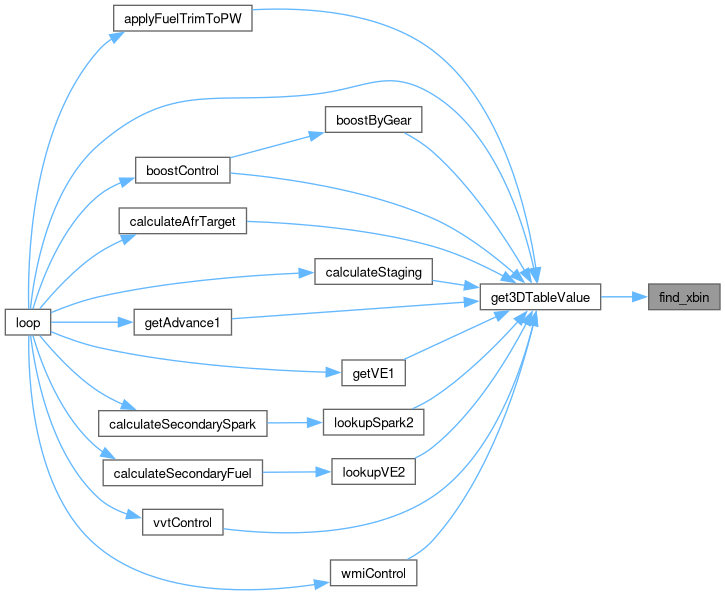 applyFuelTrimToPW
boostByGear
boostControl
calculateAfrTarget
calculateStaging
get3DTableValue
find_xbin
loop
getAdvance1
getVE1
calculateSecondarySpark
lookupSpark2
calculateSecondaryFuel
lookupVE2
vvtControl
wmiControl